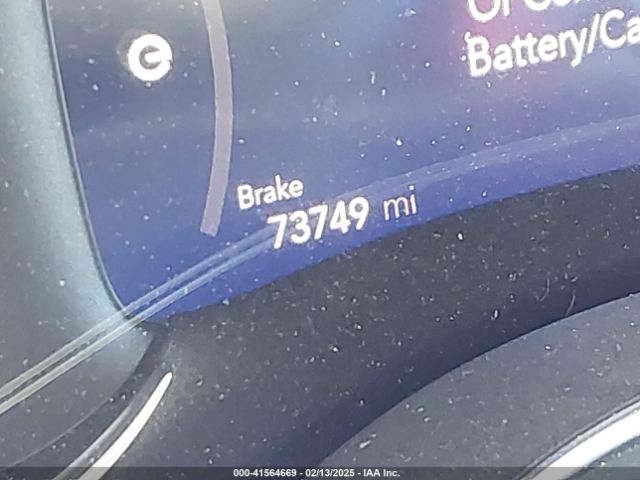 Battery/Ca
Brake
73749 mi
000-41564669 - 02/13/2025 - IAA Inc.